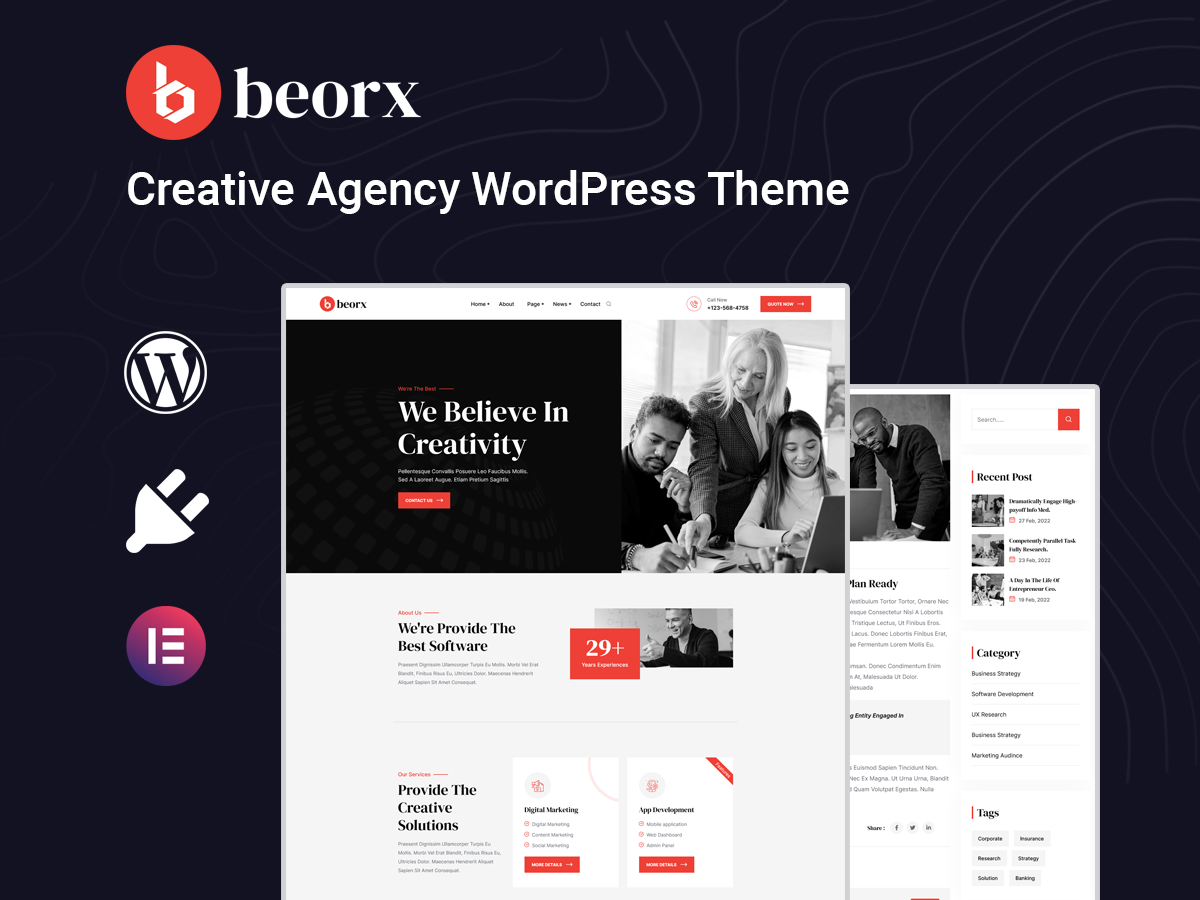 beorx
Creative Agency WordPress Theme
beorx
Home +
About
Page +
News +
Contact
Call Now
+123-568-4758
QUOTE NOW
We're The Best
We Believe In
Creativity
Pellentesque Convallis Posuere Leo Faucibus Mollis.
Sed A Laoreet Augue. Etiam Pretium Sagittis
CONTACT US
About Us
We're Provide The
Best Software
Praesent Dignissim Ullamcorper Turpis Eu Mollis. Morbi Vel Erat
Blandit, Finibus Risus Eu, Ultricies Dolor. Maecenas Hendrerit
Aliquet Sapien Sit Amet Consequat.
29+
Years Experiences
Our Services
Provide The
Creative
Solutions
Praesent Dignissim Ullamcorper Turpis Eu
Mollis. Morbi Vel Erat Blandit, Finibus Risus Eu,
Ultricies Dolor. Maecenas Hendrerit Aliquet
Sapien Sit Amet Consequat.
Digital Marketing
Digital Marketing
Content Marketing
Social Marketing
MORE DETAILS
App Development
Mobile application
Web Dashboard
Admin Panel
MORE DETAILS
Plan Ready
Vestibulum Tortor Tortor, Ornare Nec
esque Consectetur Nisl A Lobortis
Tristique Lectus, Ut Finibus Eros.
Lacus. Donec Lobortis Finibus Erat,
ae Fermentum Lorem Mollis Eu.
msan. Donec Condimentum Enim
m At, Malesuada Ut Dolor.
elesuada
g Entity Engaged In
s Euismod Sapien Tincidunt Non.
Nec Ex Magna. Ut Urna Urna, Blandit
d Quam Volutpat Egestas. Nulla
Share :
Search.....
Recent Post
Dramatically Engage High
payoff Info Med.
27 Feb, 2022
Competently Parallel Task
Fully Research.
23 Feb, 2022
A Day In The Life Of
Entrepreneur Ceo.
19 Feb, 2022
Category
Business Strategy
Software Development
UX Research
Business Strategy
Marketing Audince
Tags
Corporate
Insurance
Research
Strategy
Solution
Banking